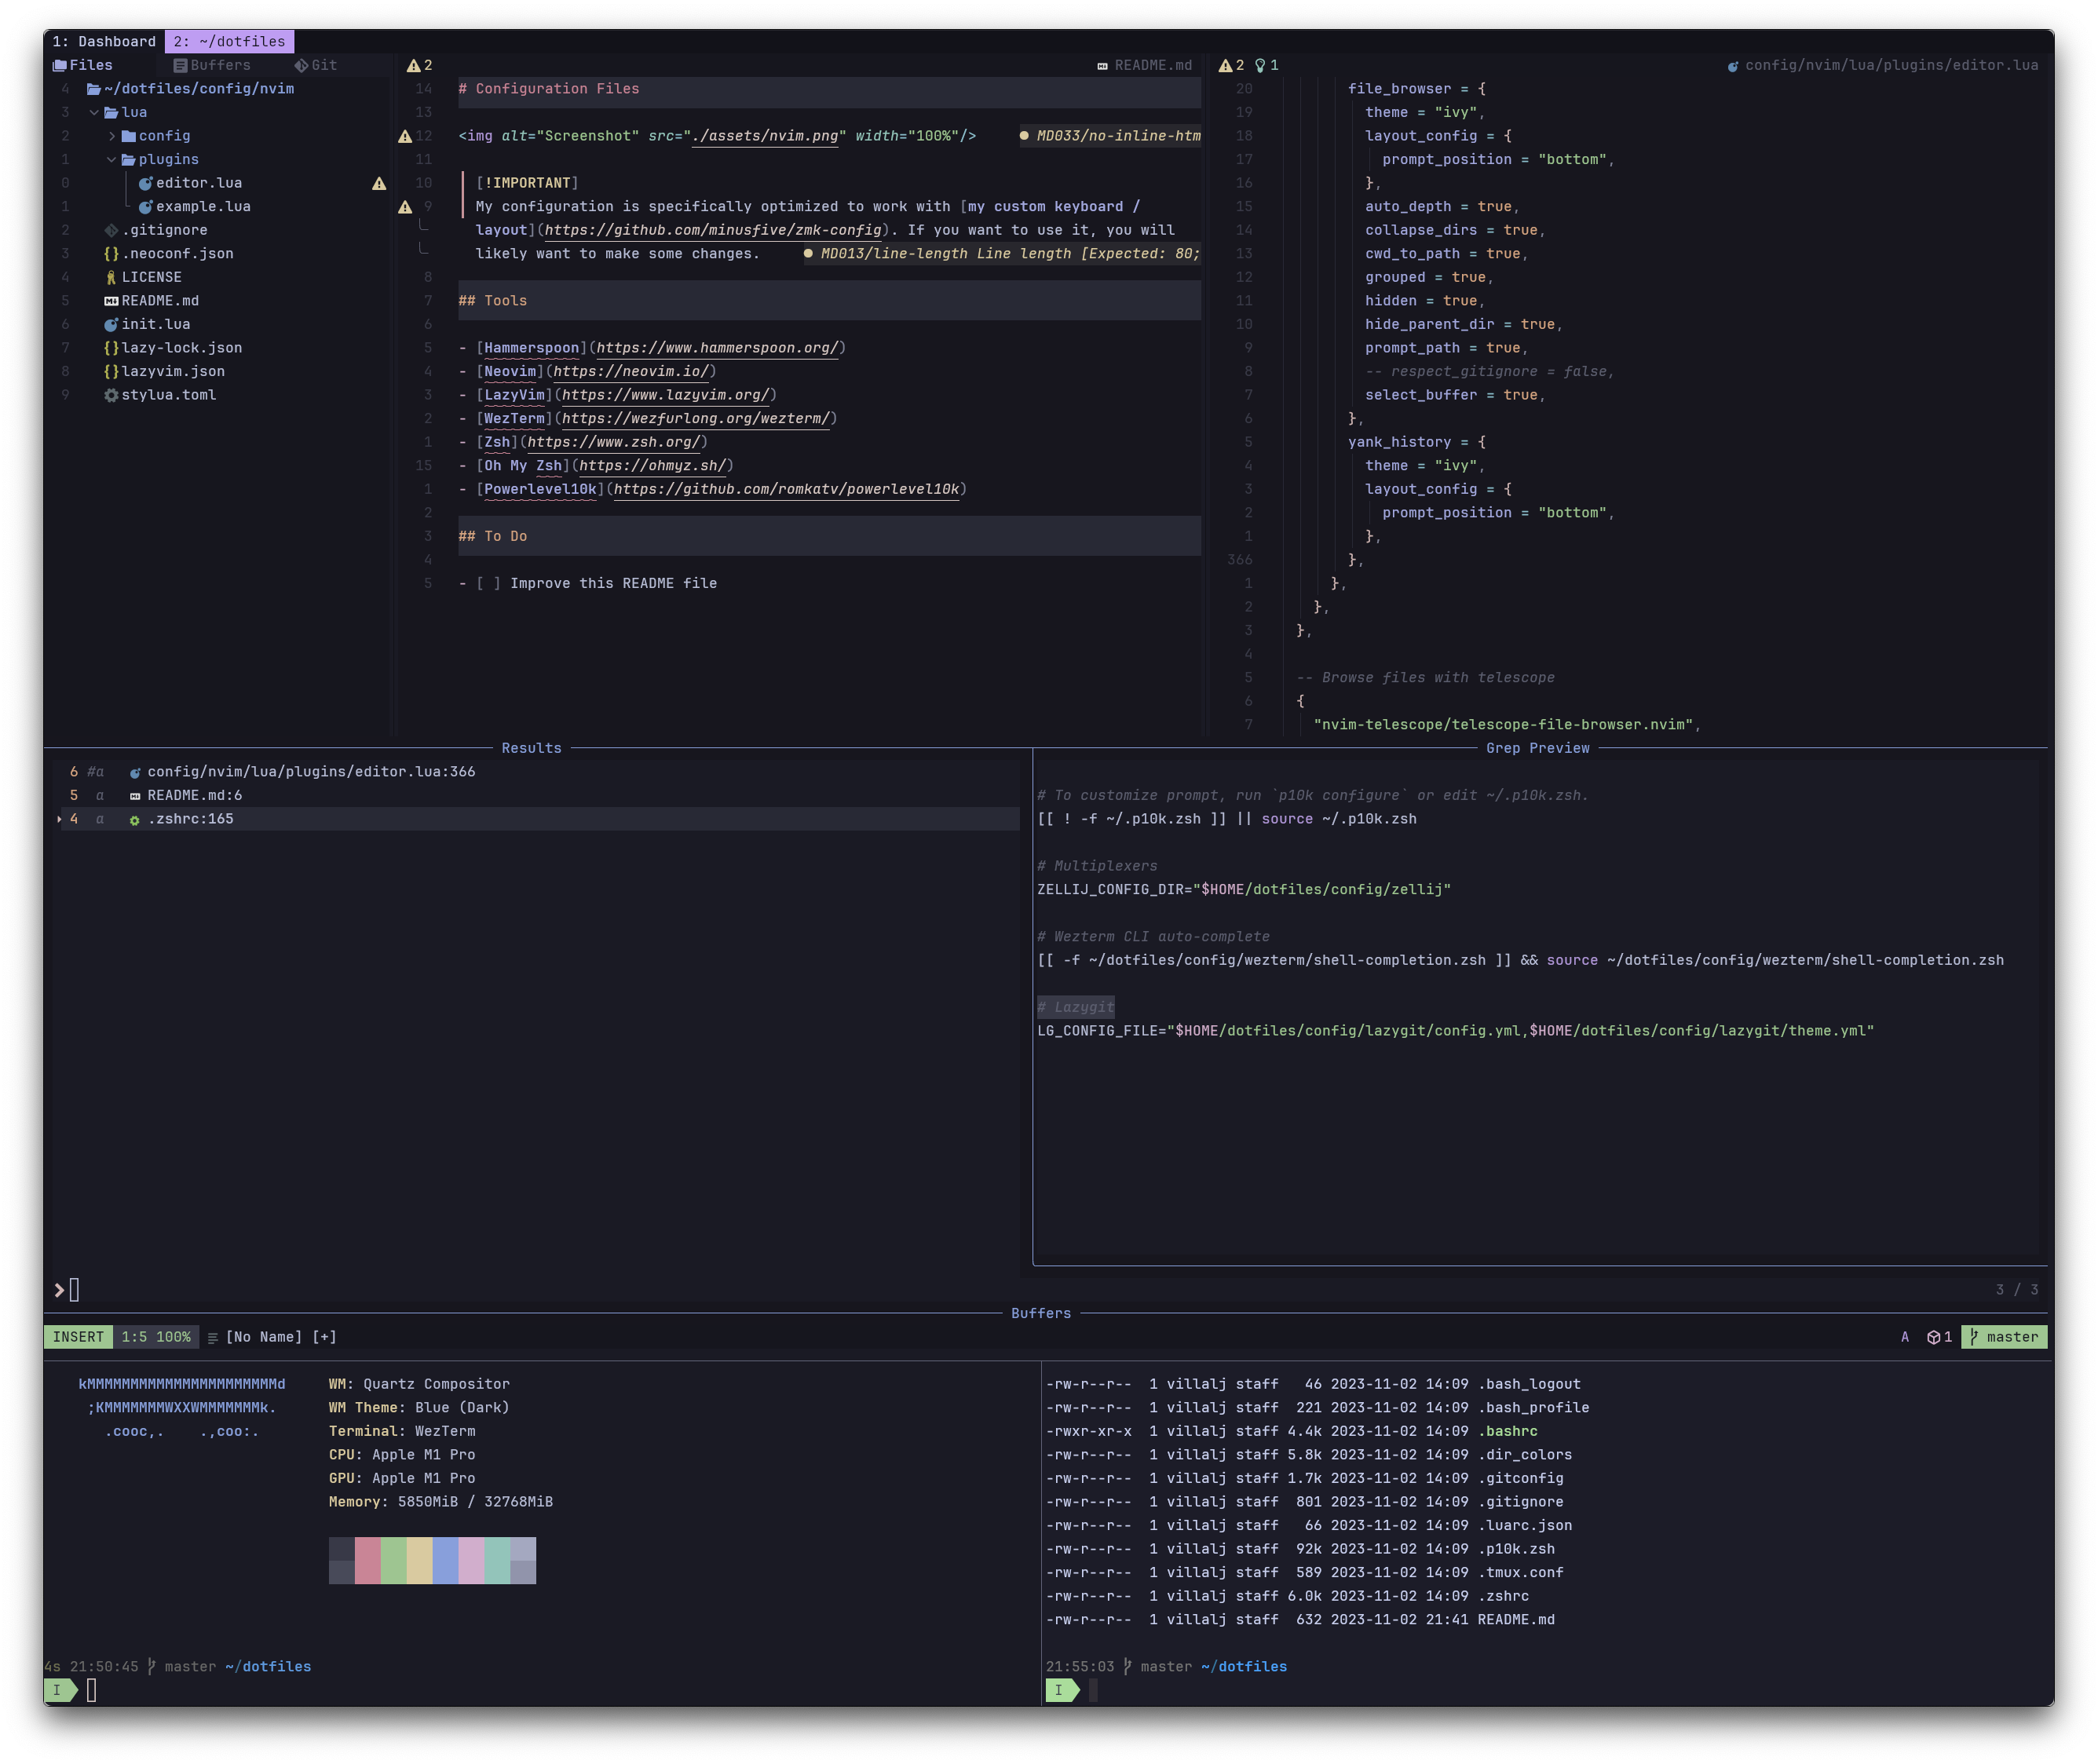 1: Dashboard 2: ~/dotfiles
Files Buffers Git
4 ~/dotfiles/config/nvim
3 lua
2 config
1 plugins
0 editor.lua
1 example.lua
2 .gitignore
3 .neoconf.json
4 LICENSE
5 README.md
6 init.lua
7 lazy-lock.json
8 lazyvim.json
9 stylua.toml
2 README.md
14 # Configuration Files
13
12 <img alt="Screenshot" src="./assets/nvim.png" width="100%"/> ● MD033/no-inline-htm
11
10 [!IMPORTANT]
9 My configuration is specifically optimized to work with [my custom keyboard /
layout](https://github.com/minusfive/zmk-config). If you want to use it, you will
likely want to make some changes. ● MD013/line-length Line length [Expected: 80;
8
7 ## Tools
6
5 - [Hammerspoon](https://www.hammerspoon.org/)
4 - [Neovim](https://neovim.io/)
3 - [LazyVim](https://www.lazyvim.org/)
2 - [WezTerm](https://wezfurlong.org/wezterm/)
1 - [Zsh](https://www.zsh.org/)
15 - [Oh My Zsh](https://ohmyz.sh/)
1 - [Powerlevel10k](https://github.com/romkatv/powerlevel10k)
2
3 ## To Do
4
5 - [ ] Improve this README file
2 1 config/nvim/lua/plugins/editor.lua
20 file_browser = {
19 theme = "ivy",
18 layout_config = {
17 prompt_position = "bottom",
16 },
15 auto_depth = true,
14 collapse_dirs = true,
13 cwd_to_path = true,
12 grouped = true,
11 hidden = true,
10 hide_parent_dir = true,
9 prompt_path = true,
8 -- respect_gitignore = false,
7 select_buffer = true,
6 },
5 yank_history = {
4 theme = "ivy",
3 layout_config = {
2 prompt_position = "bottom",
1 },
366 },
1 },
2 },
3 },
4
5 -- Browse files with telescope
6 {
7 "nvim-telescope/telescope-file-browser.nvim",
Results
6 #a config/nvim/lua/plugins/editor.lua:366
5 a README.md:6
4 a .zshrc:165
Grep Preview
# To customize prompt, run `p10k configure` or edit ~/.p10k.zsh.
[[ ! -f ~/.p10k.zsh ]] || source ~/.p10k.zsh
# Multiplexers
ZELLIJ_CONFIG_DIR="$HOME/dotfiles/config/zellij"
# Wezterm CLI auto-complete
[[ -f ~/dotfiles/config/wezterm/shell-completion.zsh ]] && source ~/dotfiles/config/wezterm/shell-completion.zsh
# Lazygit
LG_CONFIG_FILE="$HOME/dotfiles/config/lazygit/config.yml,$HOME/dotfiles/config/lazygit/theme.yml"
3 / 3
Buffers
INSERT 1:5 100% [No Name] [+] A 1 master
kMMMMMMMMMMMMMMMMMMMMMMd WM: Quartz Compositor
;KMMMMMMMWXXWMMMMMMMk. WM Theme: Blue (Dark)
.cooc,. .,coo:. Terminal: WezTerm
CPU: Apple M1 Pro
GPU: Apple M1 Pro
Memory: 5850MiB / 32768MiB
4s 21:50:45 master ~/dotfiles
I
-rw-r--r-- 1 villalj staff 46 2023-11-02 14:09 .bash_logout
-rw-r--r-- 1 villalj staff 221 2023-11-02 14:09 .bash_profile
-rwxr-xr-x 1 villalj staff 4.4k 2023-11-02 14:09 .bashrc
-rw-r--r-- 1 villalj staff 5.8k 2023-11-02 14:09 .dir_colors
-rw-r--r-- 1 villalj staff 1.7k 2023-11-02 14:09 .gitconfig
-rw-r--r-- 1 villalj staff 801 2023-11-02 14:09 .gitignore
-rw-r--r-- 1 villalj staff 66 2023-11-02 14:09 .luarc.json
-rw-r--r-- 1 villalj staff 92k 2023-11-02 14:09 .p10k.zsh
-rw-r--r-- 1 villalj staff 589 2023-11-02 14:09 .tmux.conf
-rw-r--r-- 1 villalj staff 6.0k 2023-11-02 14:09 .zshrc
-rw-r--r-- 1 villalj staff 632 2023-11-02 21:41 README.md
21:55:03 master ~/dotfiles
I